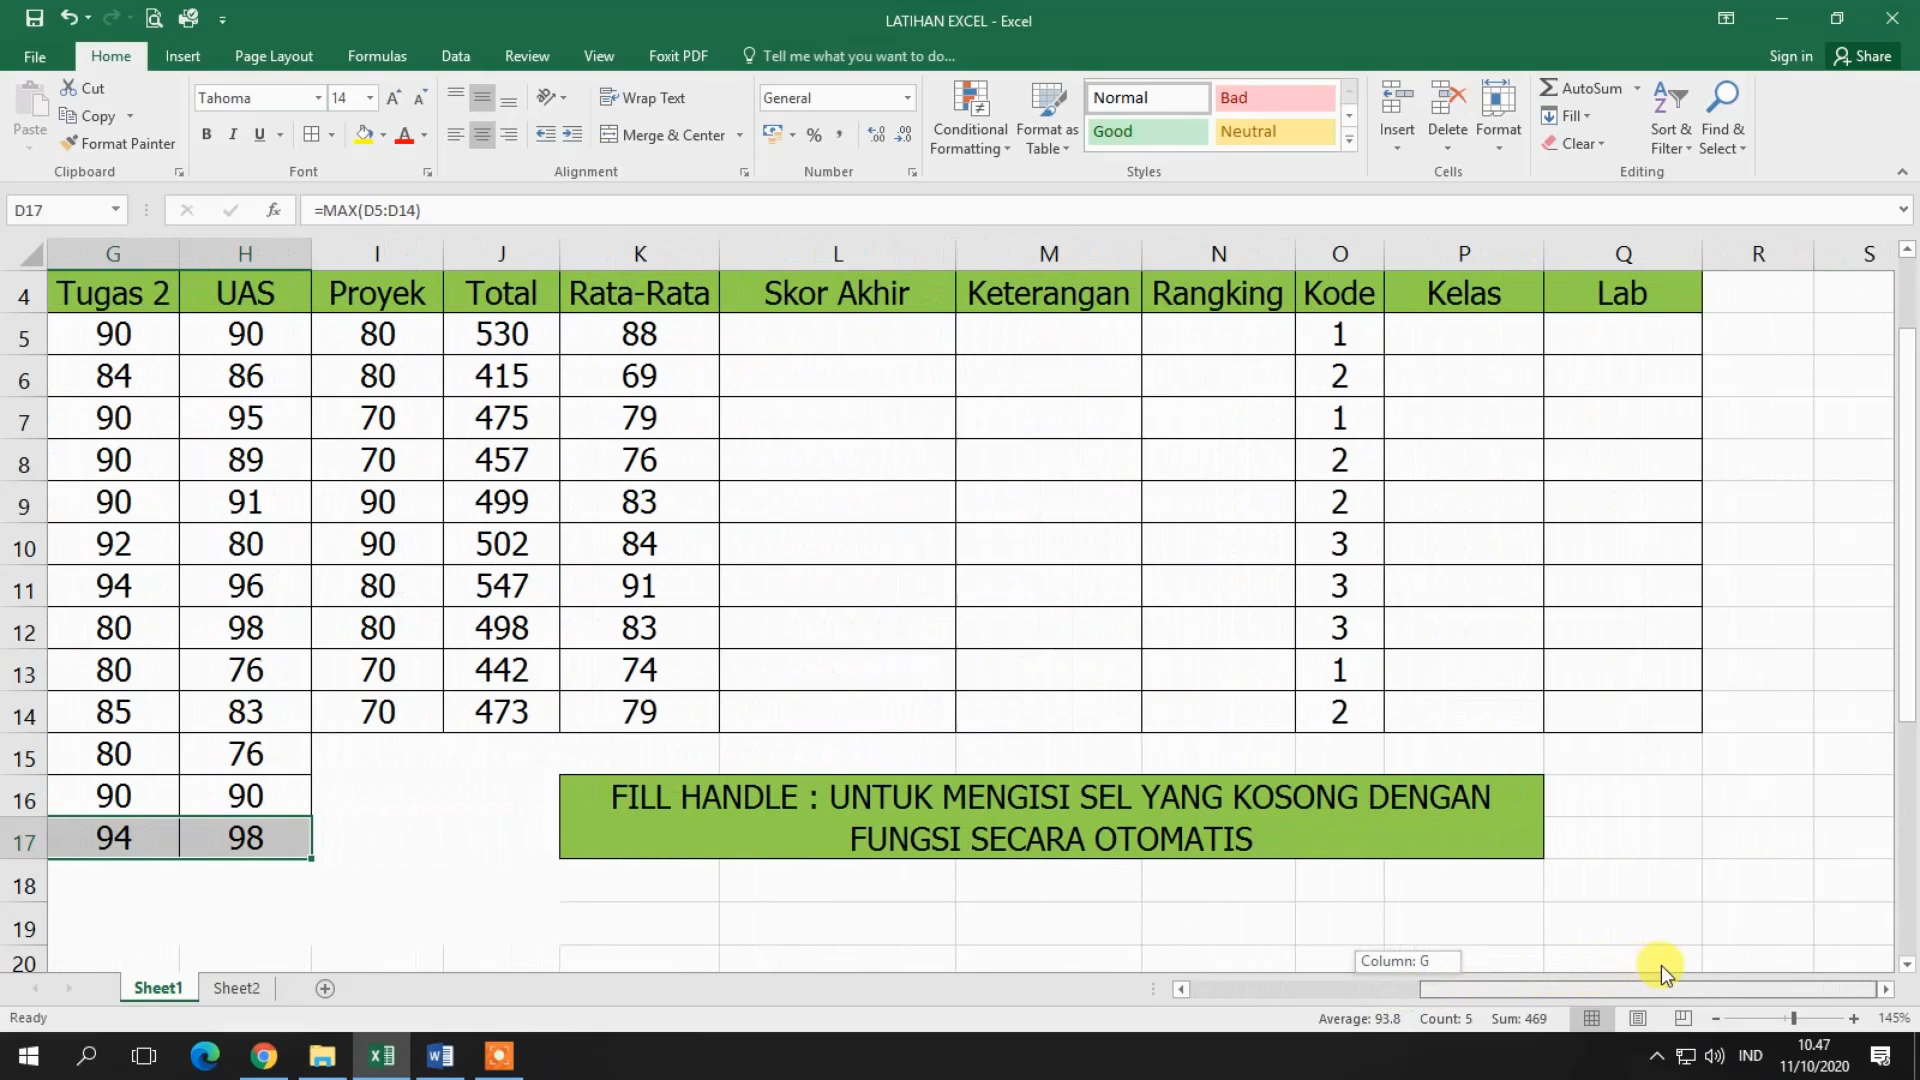 LATIHAN EXCEL - Excel
File Home Insert Page Layout Formulas Data Review View Foxit PDF Tell me what you want to do... Sign in Share
Paste
Cut
Copy
Format Painter
Clipboard
Tahoma 14
B I U
Font
Wrap Text
Merge & Center
Alignment
General
%
Number
Conditional Formatting
Format as Table
Normal Bad
Good Neutral
Styles
Insert Delete Format
Cells
AutoSum
Fill
Clear
Sort & Filter
Find & Select
Editing
D17 fx =MAX(D5:D14)
G H I J K L M N O P Q R S
4 Tugas 2 UAS Proyek Total Rata-Rata Skor Akhir Keterangan Rangking Kode Kelas Lab
5 90 90 80 530 88 1
6 84 86 80 415 69 2
7 90 95 70 475 79 1
8 90 89 70 457 76 2
9 90 91 90 499 83 2
10 92 80 90 502 84 3
11 94 96 80 547 91 3
12 80 98 80 498 83 3
13 80 76 70 442 74 1
14 85 83 70 473 79 2
15 80 76
16 90 90
17 94 98
FILL HANDLE : UNTUK MENGISI SEL YANG KOSONG DENGAN
FUNGSI SECARA OTOMATIS
18
19
20
Column: G
Sheet1 Sheet2
Ready Average: 93.8 Count: 5 Sum: 469 145%
IND 10.47
11/10/2020